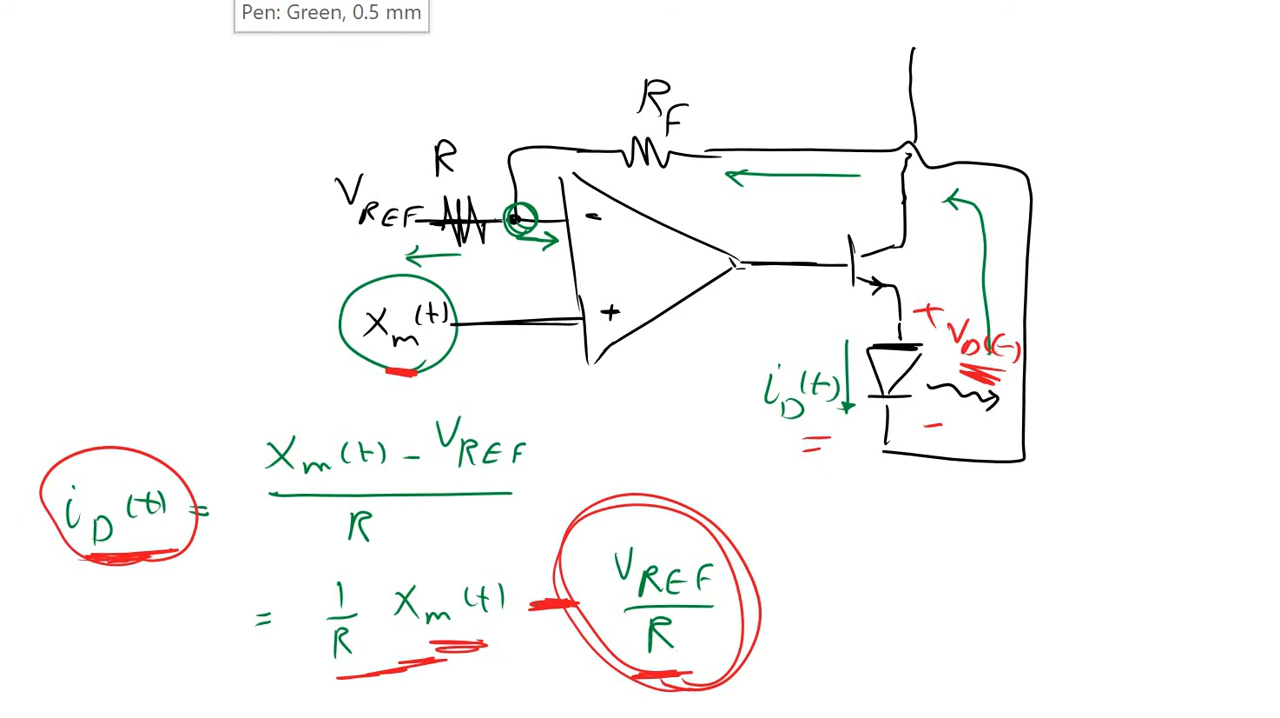 Pen: Green, 0.5 mm
R_F
R
V_REF
-
X_m(t)
+
+ V_D(t)
i_D(t)
-
i_D(t) = X_m(t) - V_REF / R
= 1/R X_m(t) - V_REF / R